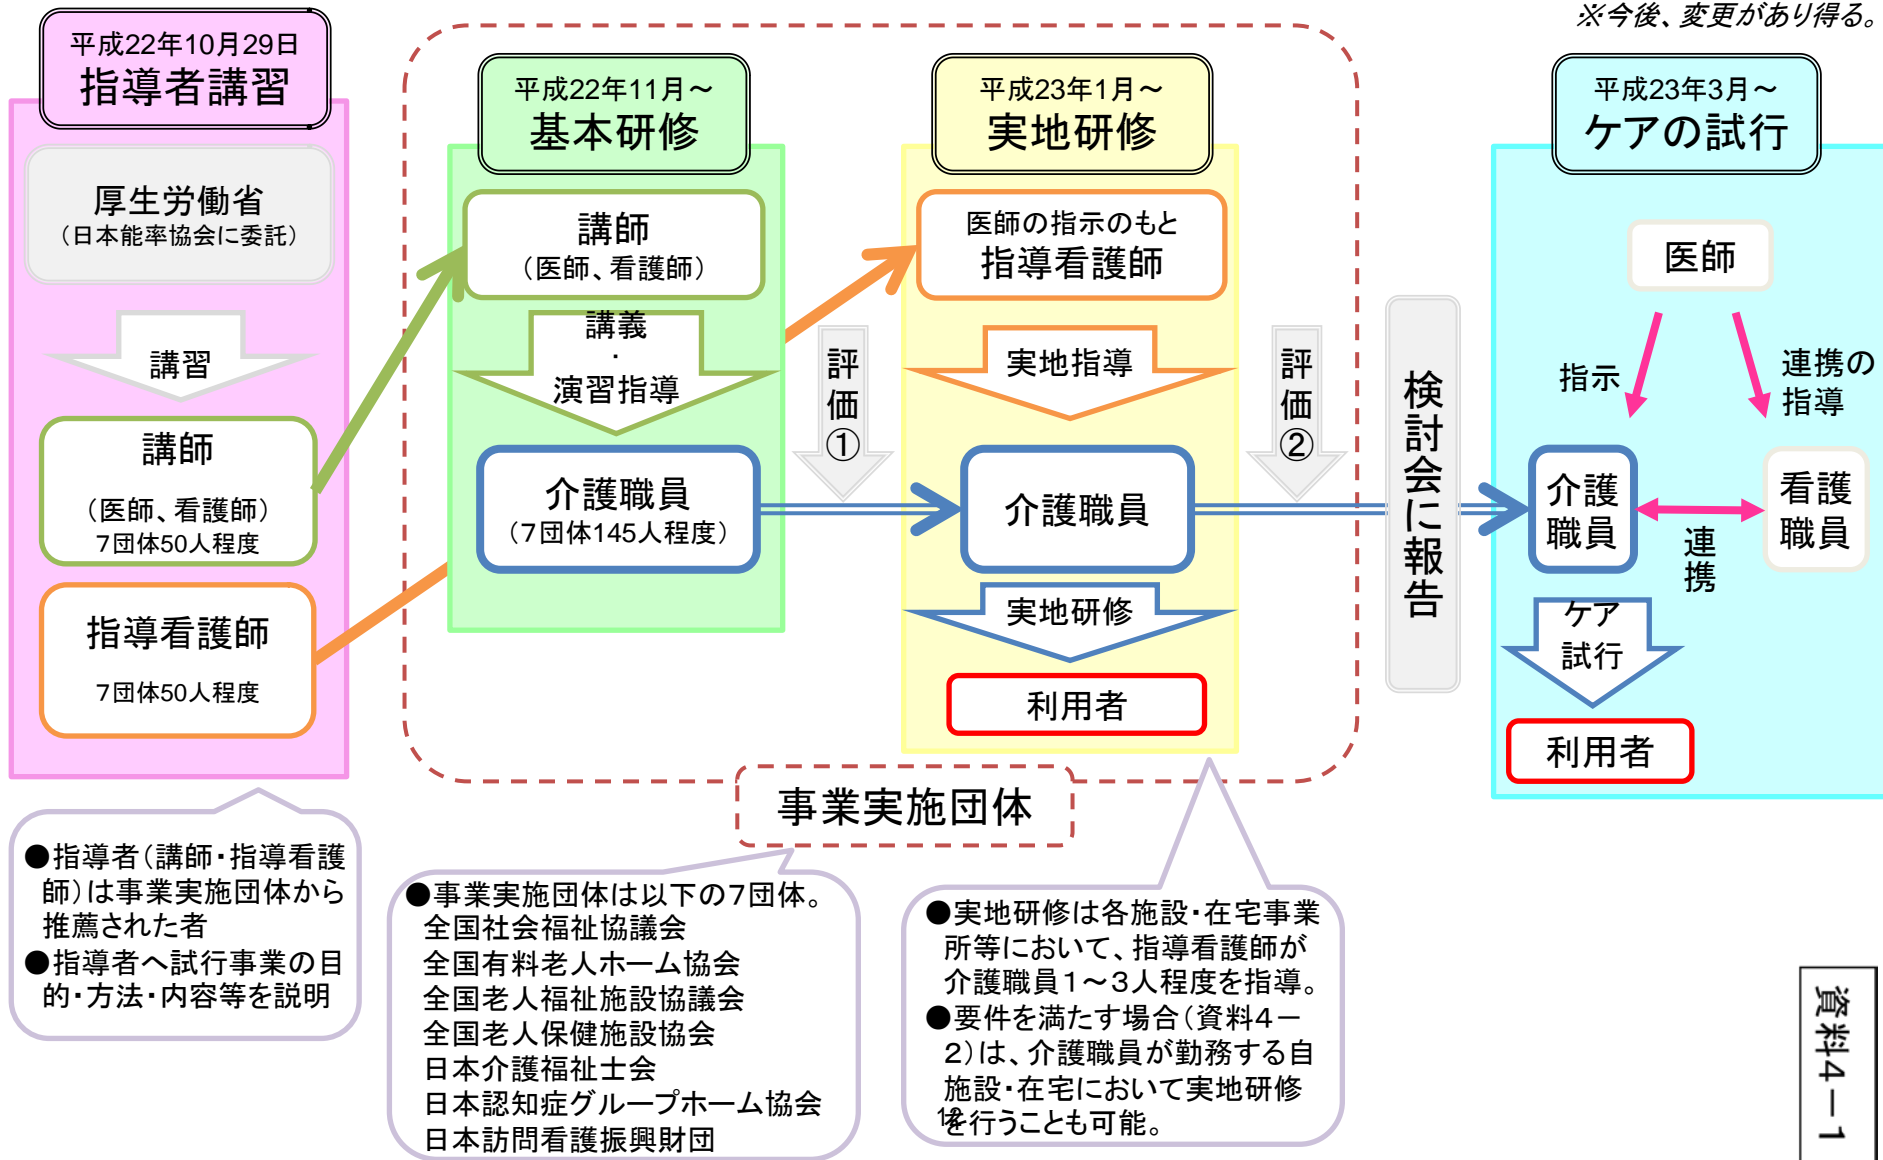 ※今後、変更があり得る。
平成22年10月29日
指導者講習
厚生労働省
（日本能率協会に委託）
講習
講師
（医師、看護師）
7団体50人程度
指導看護師
7団体50人程度
平成22年11月～
基本研修
講師
（医師、看護師）
講義
・
演習指導
介護職員
（7団体145人程度）
評価①
平成23年1月～
実地研修
医師の指示のもと
指導看護師
実地指導
介護職員
実地研修
利用者
評価②
検討会に報告
平成23年3月～
ケアの試行
医師
指示
連携の
指導
介護
職員
連携
看護
職員
ケア
試行
利用者
事業実施団体
●指導者（講師・指導看護
師）は事業実施団体から
推薦された者
●指導者へ試行事業の目
的・方法・内容等を説明
●事業実施団体は以下の7団体。
全国社会福祉協議会
全国有料老人ホーム協会
全国老人福祉施設協議会
全国老人保健施設協会
日本介護福祉士会
日本認知症グループホーム協会
日本訪問看護振興財団
●実地研修は各施設・在宅事業
所等において、指導看護師が
介護職員1～3人程度を指導。
●要件を満たす場合（資料4－
2）は、介護職員が勤務する自
施設・在宅において実地研修
を行うことも可能。
資料4－1